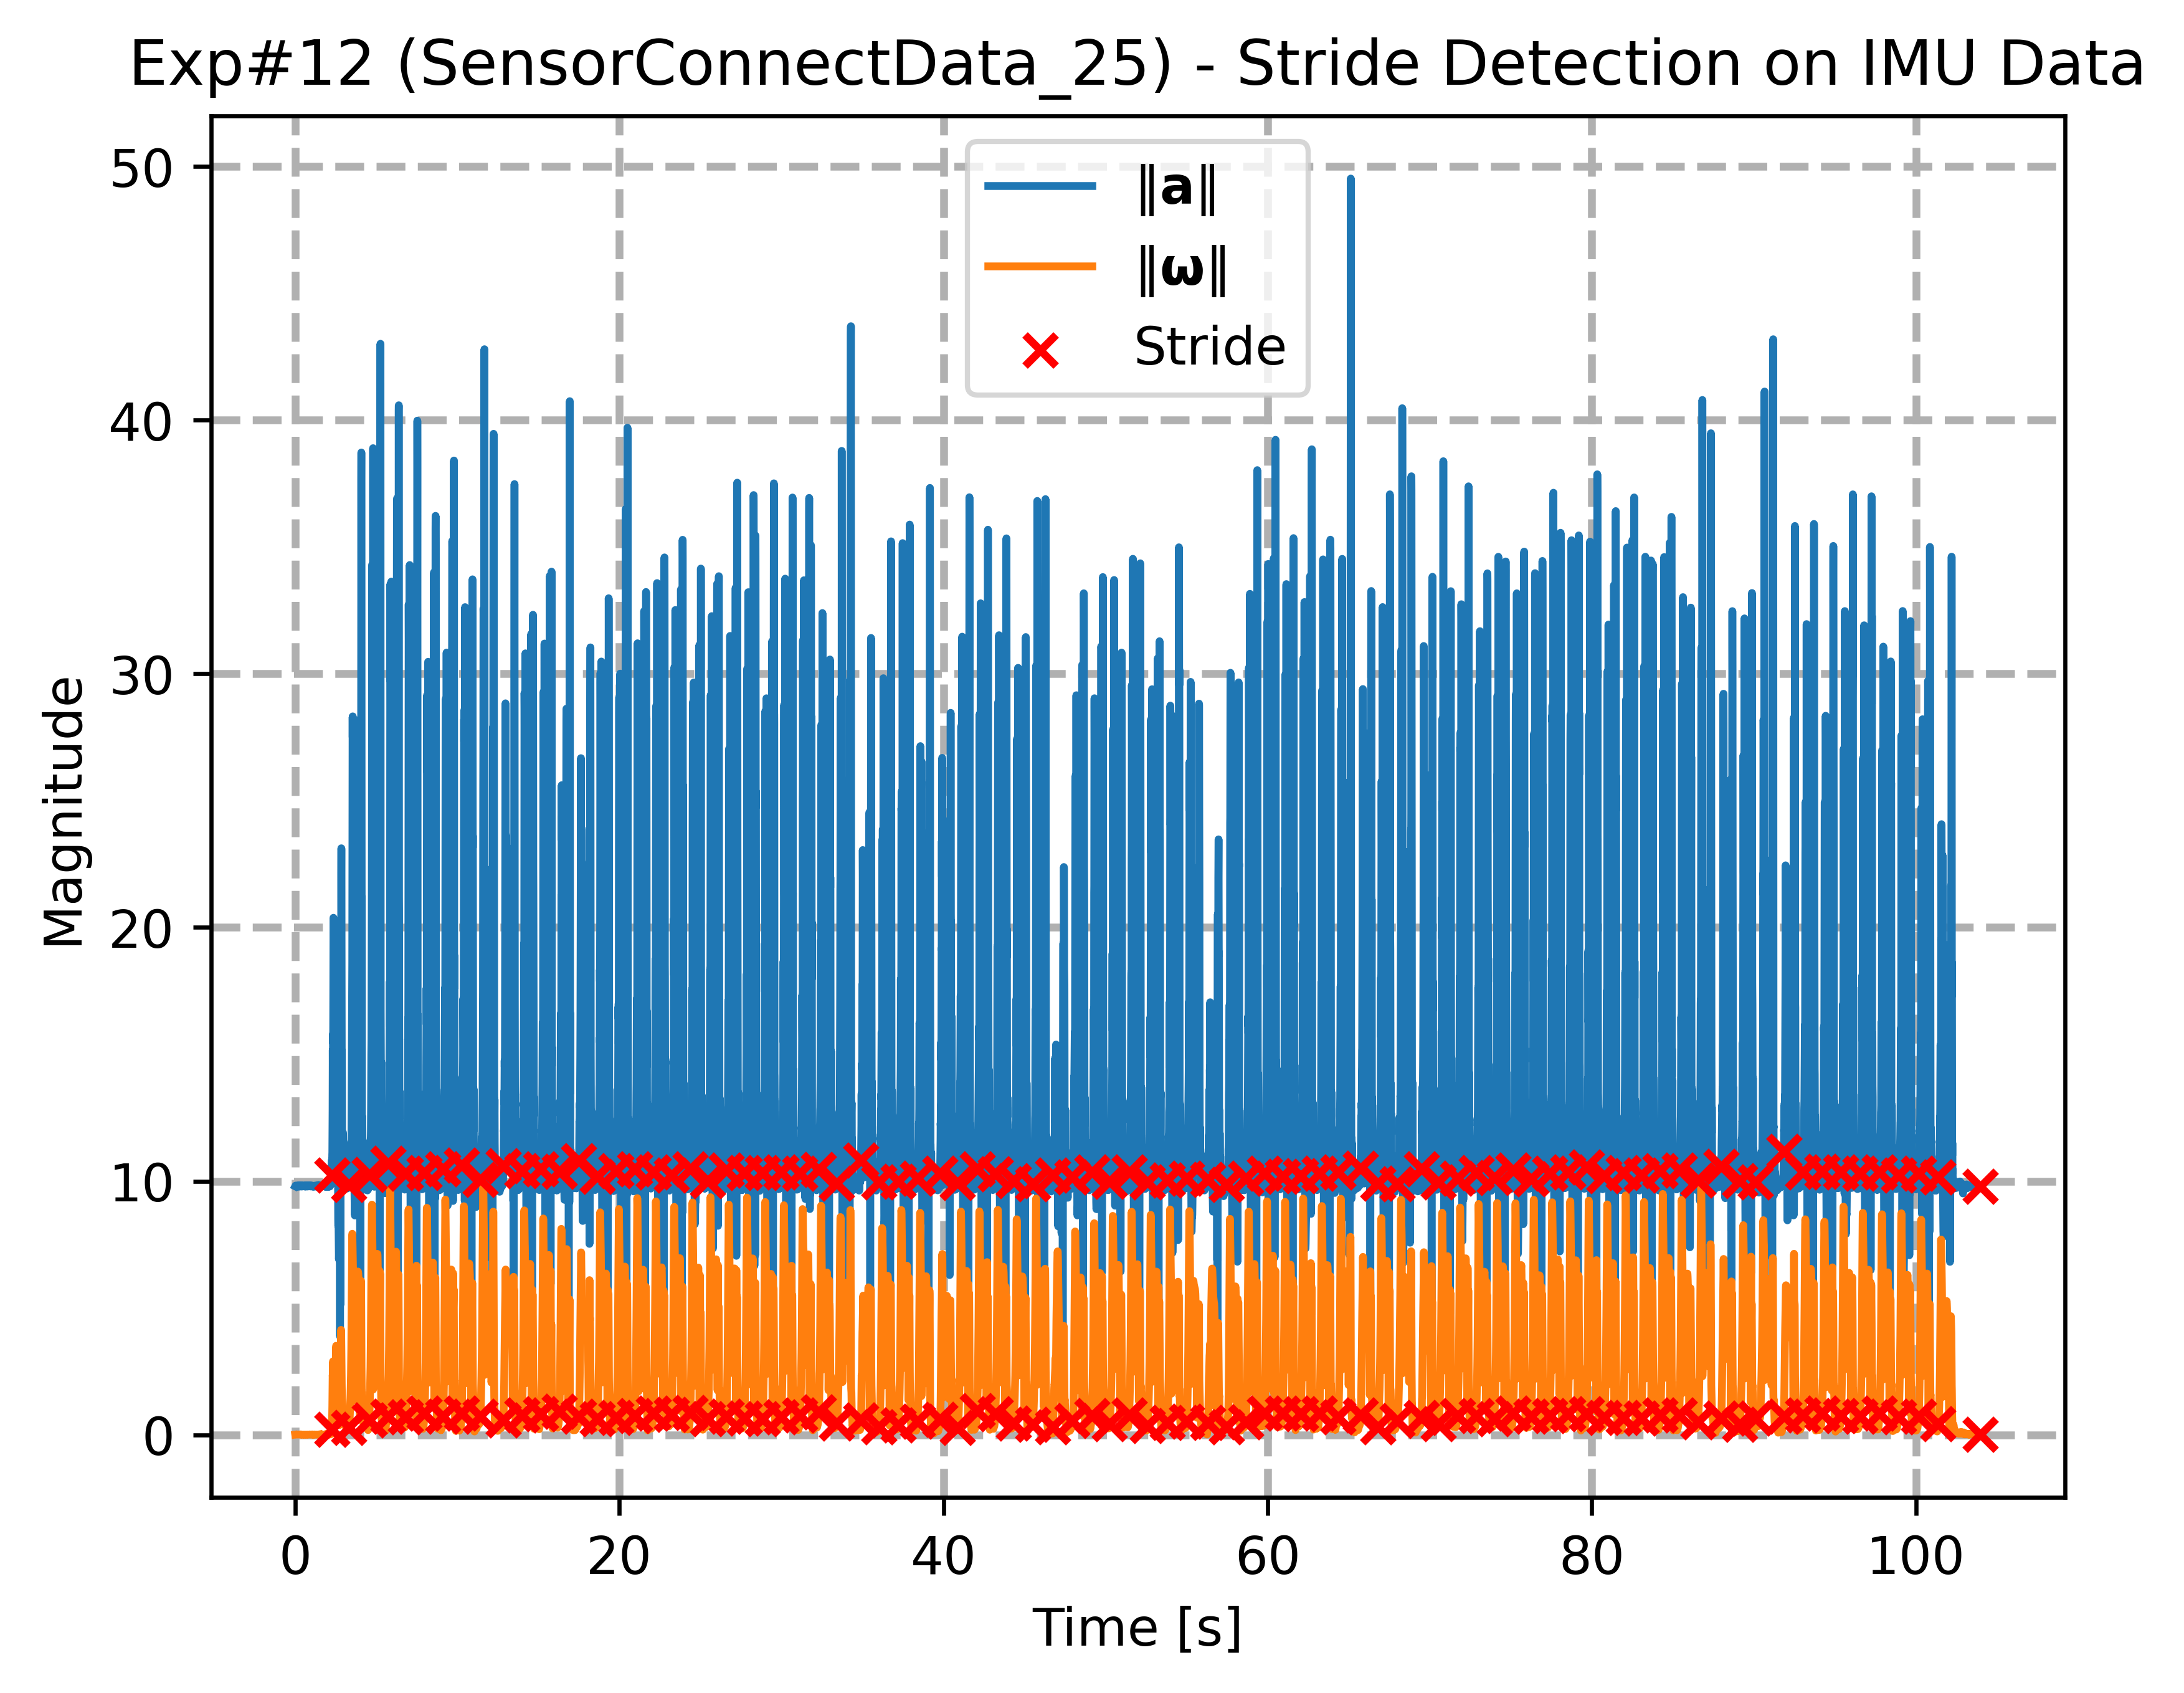 Exp#12 (SensorConnectData_25) - Stride Detection on IMU Data
50
40
30
20
10
0
Magnitude
‖𝐚‖
‖𝛚‖
Stride
0 20 40 60 80 100
Time [s]